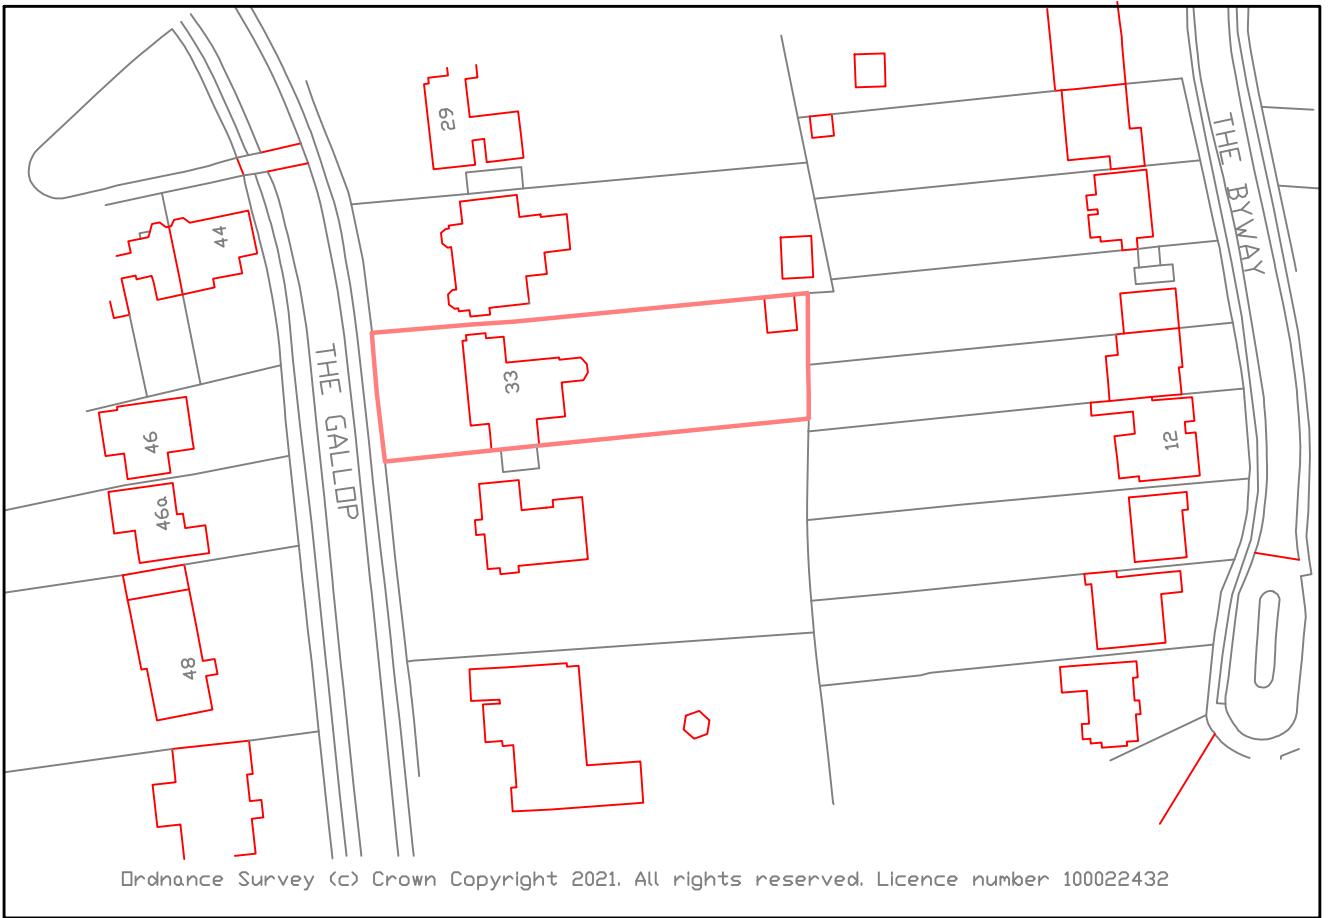 29
THE BYWAY
44
THE GALLOP
33
46
12
46a
48
Ordnance Survey (c) Crown Copyright 2021. All rights reserved. Licence number 100022432